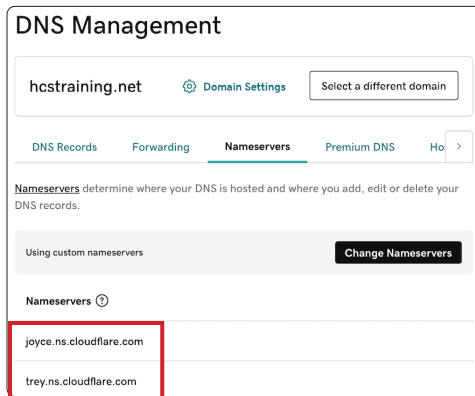 DNS Management
hcstraining.net
Domain Settings
Select a different domain
DNS Records
Forwarding
Nameservers
Premium DNS
Ho
Nameservers determine where your DNS is hosted and where you add, edit or delete your
DNS records.
Using custom nameservers
Change Nameservers
Nameservers ?
joyce.ns.cloudflare.com
trey.ns.cloudflare.com